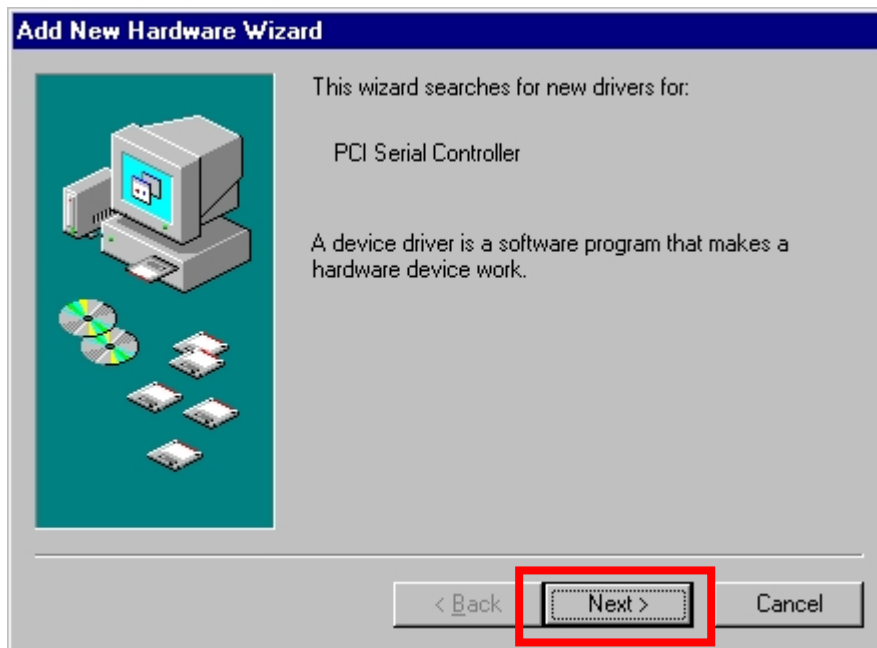 Add New Hardware Wizard
This wizard searches for new drivers for:
PCI Serial Controller
A device driver is a software program that makes a
hardware device work.
< Back
Next >
Cancel